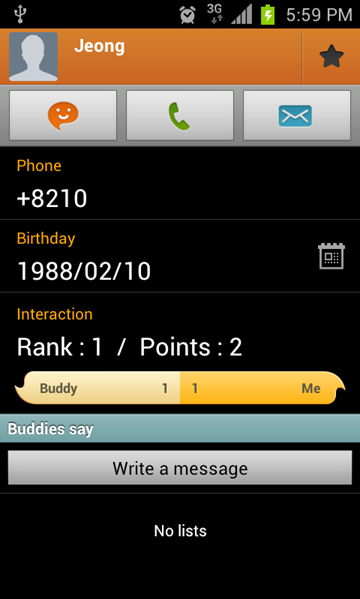 3G 5:59 PM
Jeong
Phone
+8210
Birthday
1988/02/10
Interaction
Rank : 1 / Points : 2
Buddy 1 1 Me
Buddies say
Write a message
No lists